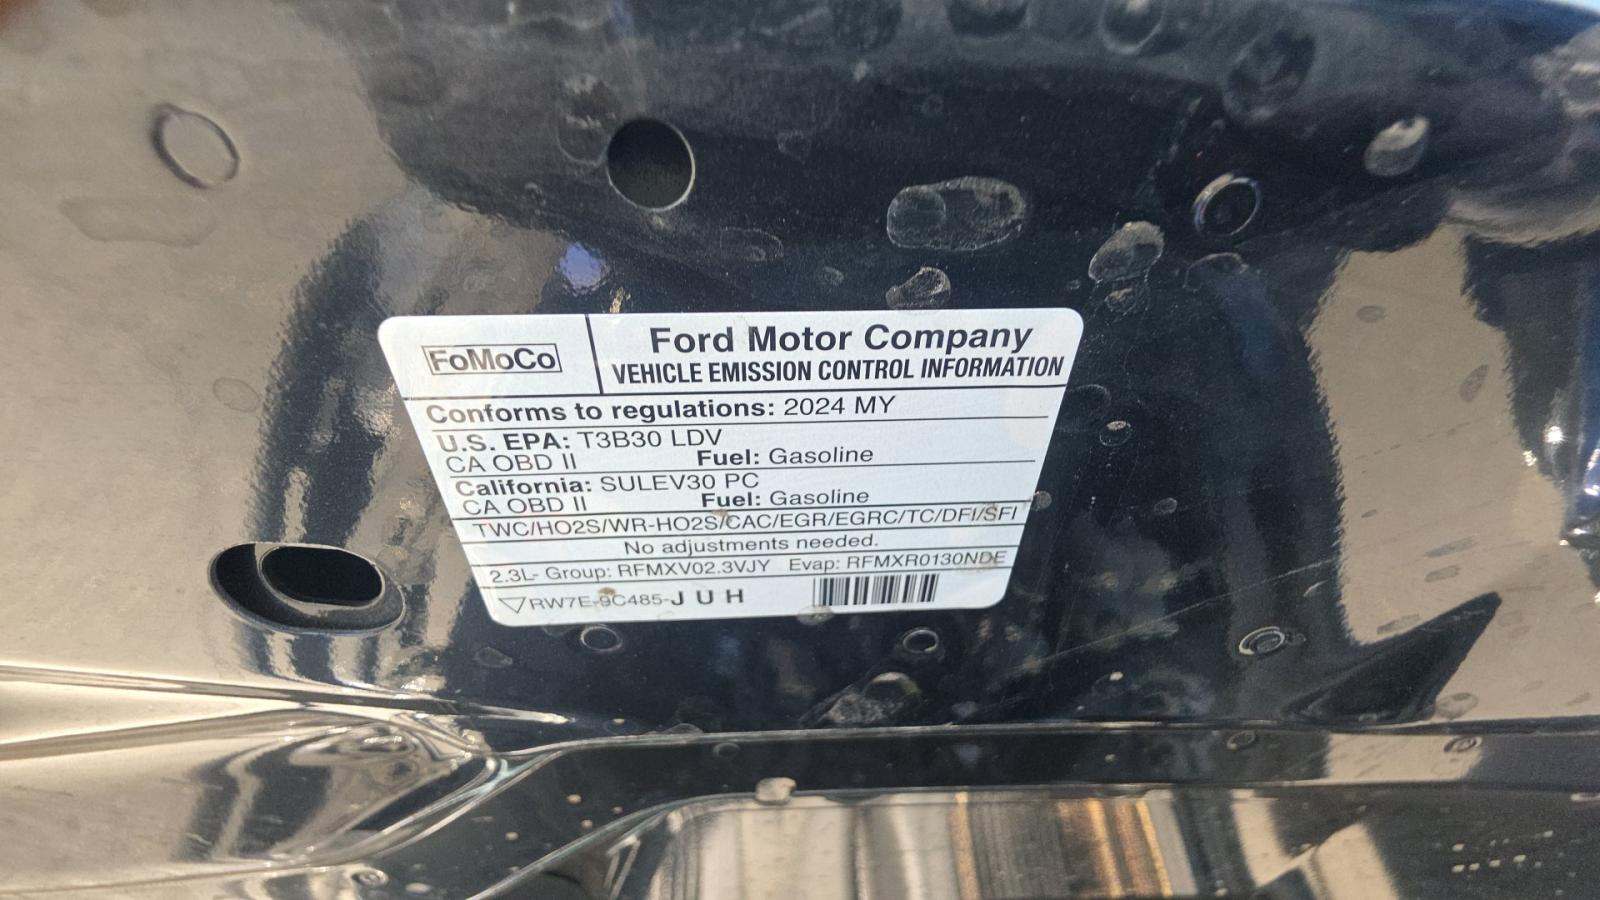 FoMoCo
Ford Motor Company
VEHICLE EMISSION CONTROL INFORMATION
Conforms to regulations: 2024 MY
U.S. EPA: T3B30 LDV
CA OBD II Fuel: Gasoline
California: SULEV30 PC
CA OBD II Fuel: Gasoline
TWC/HO2S/WR-HO2S/CAC/EGR/EGRC/TC/DFI/SFI
No adjustments needed.
2.3L- Group: RFMXV02.3VJY Evap: RFMXR0130NDE
RW7E-9C485-J U H